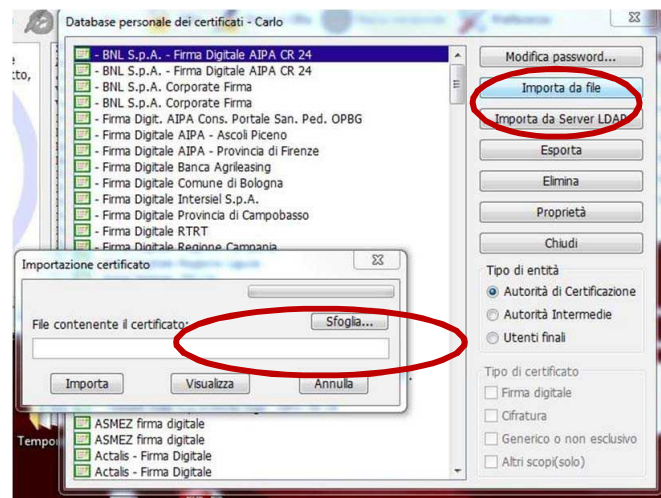 Database personale dei certificati - Carlo
- BNL S.p.A. - Firma Digitale AIPA CR 24
- BNL S.p.A. - Firma Digitale AIPA CR 24
- BNL S.p.A. Corporate Firma
- BNL S.p.A. Corporate Firma
- Firma Digit. AIPA Cons. Portale San. Ped. OPBG
- Firma Digitale AIPA - Ascoli Piceno
- Firma Digitale AIPA - Provincia di Firenze
- Firma Digitale Banca Agrileasing
- Firma Digitale Comune di Bologna
- Firma Digitale Intersiel S.p.A.
- Firma Digitale Provincia di Campobasso
- Firma Digitale RTRT
- Firma Digitale Regione Campania
Modifica password...
Importa da file
Importa da Server LDAP
Esporta
Elimina
Proprietà
Chiudi
Tipo di entità
Autorità di Certificazione
Autorità Intermedie
Utenti finali
Tipo di certificato
Firma digitale
Cifratura
Generico o non esclusivo
Altri scopi(solo)
Importazione certificato
File contenente il certificato:
Sfoglia...
Importa
Visualizza
Annulla
ASMEZ firma digitale
ASMEZ firma digitale
Actalis - Firma Digitale
Actalis - Firma Digitale